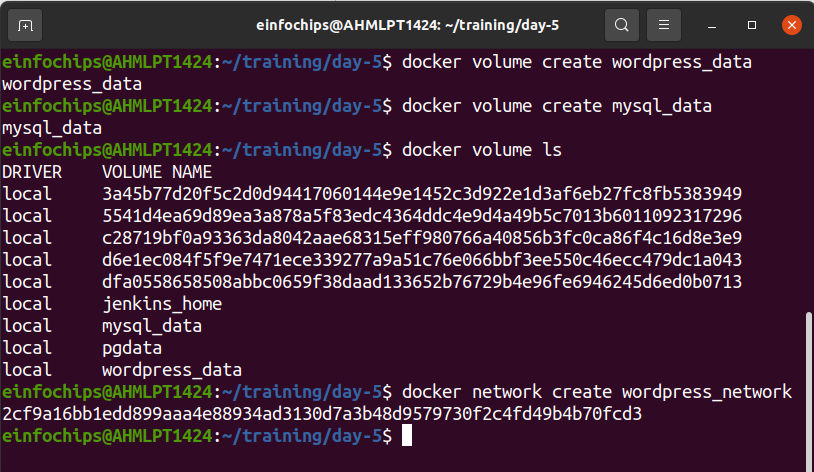 einfochips@AHMLPT1424: ~/training/day-5
einfochips@AHMLPT1424:~/training/day-5$ docker volume create wordpress_data
wordpress_data
einfochips@AHMLPT1424:~/training/day-5$ docker volume create mysql_data
mysql_data
einfochips@AHMLPT1424:~/training/day-5$ docker volume ls
DRIVER    VOLUME NAME
local     3a45b77d20f5c2d0d94417060144e9e1452c3d922e1d3af6eb27fc8fb5383949
local     5541d4ea69d89ea3a878a5f83edc4364ddc4e9d4a49b5c7013b6011092317296
local     c28719bf0a93363da8042aae68315eff980766a40856b3fc0ca86f4c16d8e3e9
local     d6e1ec084f5f9e7471ece339277a9a51c76e066bbf3ee550c46ecc479dc1a043
local     dfa0558658508abbc0659f38daad133652b76729b4e96fe6946245d6ed0b0713
local     jenkins_home
local     mysql_data
local     pgdata
local     wordpress_data
einfochips@AHMLPT1424:~/training/day-5$ docker network create wordpress_network
2cf9a16bb1edd899aaa4e88934ad3130d7a3b48d9579730f2c4fd49b4b70fcd3
einfochips@AHMLPT1424:~/training/day-5$